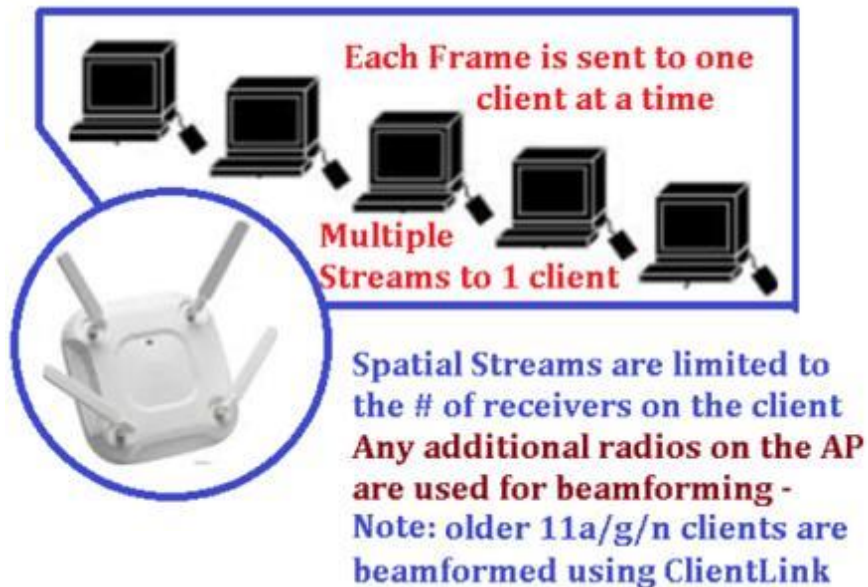 Each Frame is sent to one
client at a time
Multiple
Streams to 1 client
Spatial Streams are limited to
the # of receivers on the client
Any additional radios on the AP
are used for beamforming -
Note: older 11a/g/n clients are
beamformed using ClientLink